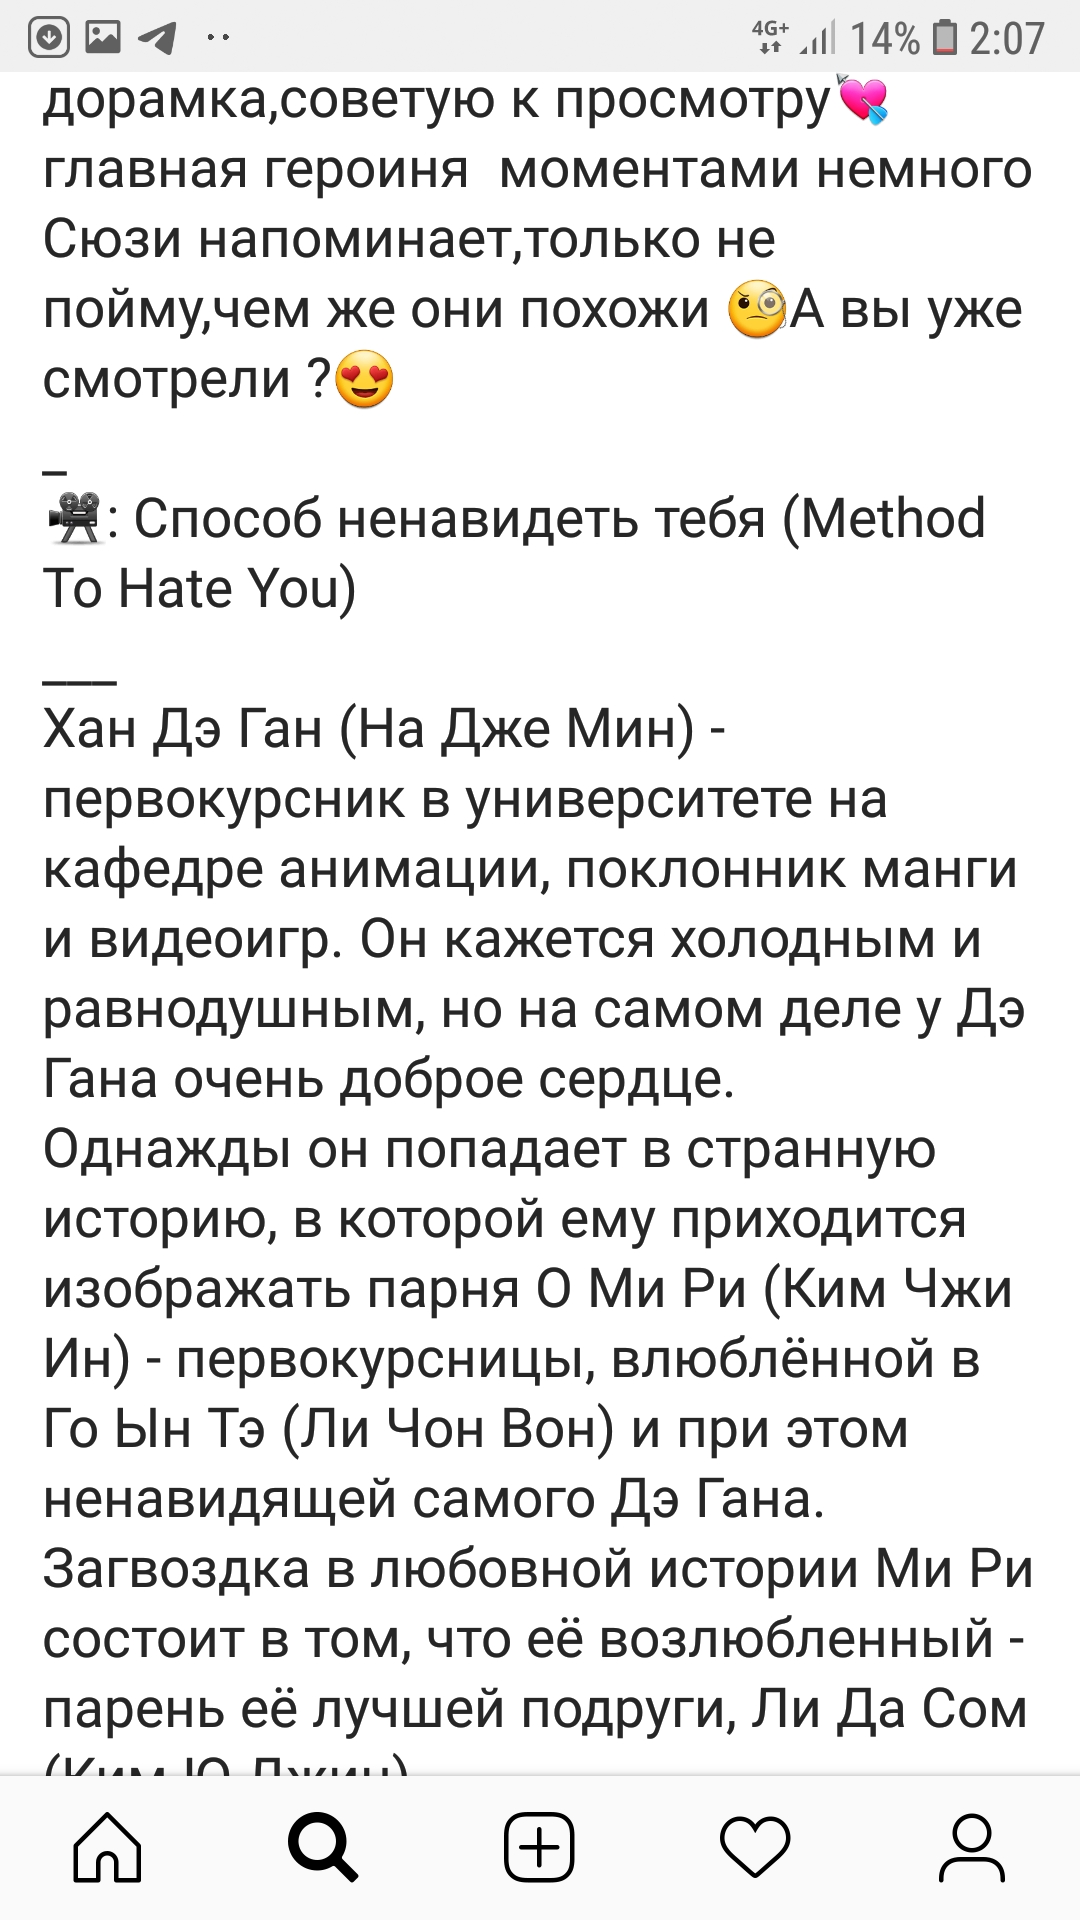 4G+ 14% 2:07
дорамка,советую к просмотру💘
главная героиня моментами немного
Сюзи напоминает,только не
пойму,чем же они похожи 🧐А вы уже
смотрели ?😍
_
🎥: Способ ненавидеть тебя (Method
To Hate You)
___
Хан Дэ Ган (На Дже Мин) -
первокурсник в университете на
кафедре анимации, поклонник манги
и видеоигр. Он кажется холодным и
равнодушным, но на самом деле у Дэ
Гана очень доброе сердце.
Однажды он попадает в странную
историю, в которой ему приходится
изображать парня О Ми Ри (Ким Чжи
Ин) - первокурсницы, влюблённой в
Го Ын Тэ (Ли Чон Вон) и при этом
ненавидящей самого Дэ Гана.
Загвоздка в любовной истории Ми Ри
состоит в том, что её возлюбленный -
парень её лучшей подруги, Ли Да Сом
(Ким Ю Джин)